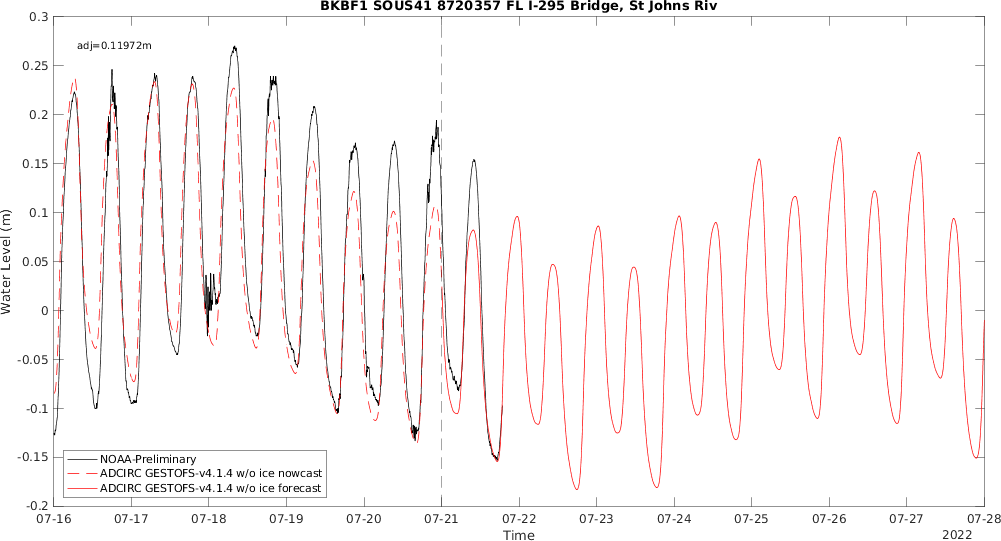 BKBF1 SOUS41 8720357 FL I-295 Bridge, St Johns Riv
adj=0.11972m
0.3
0.25
0.2
0.15
0.1
0.05
0
-0.05
-0.1
-0.15
-0.2
Water Level (m)
NOAA-Preliminary
ADCIRC GESTOFS-v4.1.4 w/o ice nowcast
ADCIRC GESTOFS-v4.1.4 w/o ice forecast
07-16 07-17 07-18 07-19 07-20 07-21 07-22 07-23 07-24 07-25 07-26 07-27 07-28
Time
2022